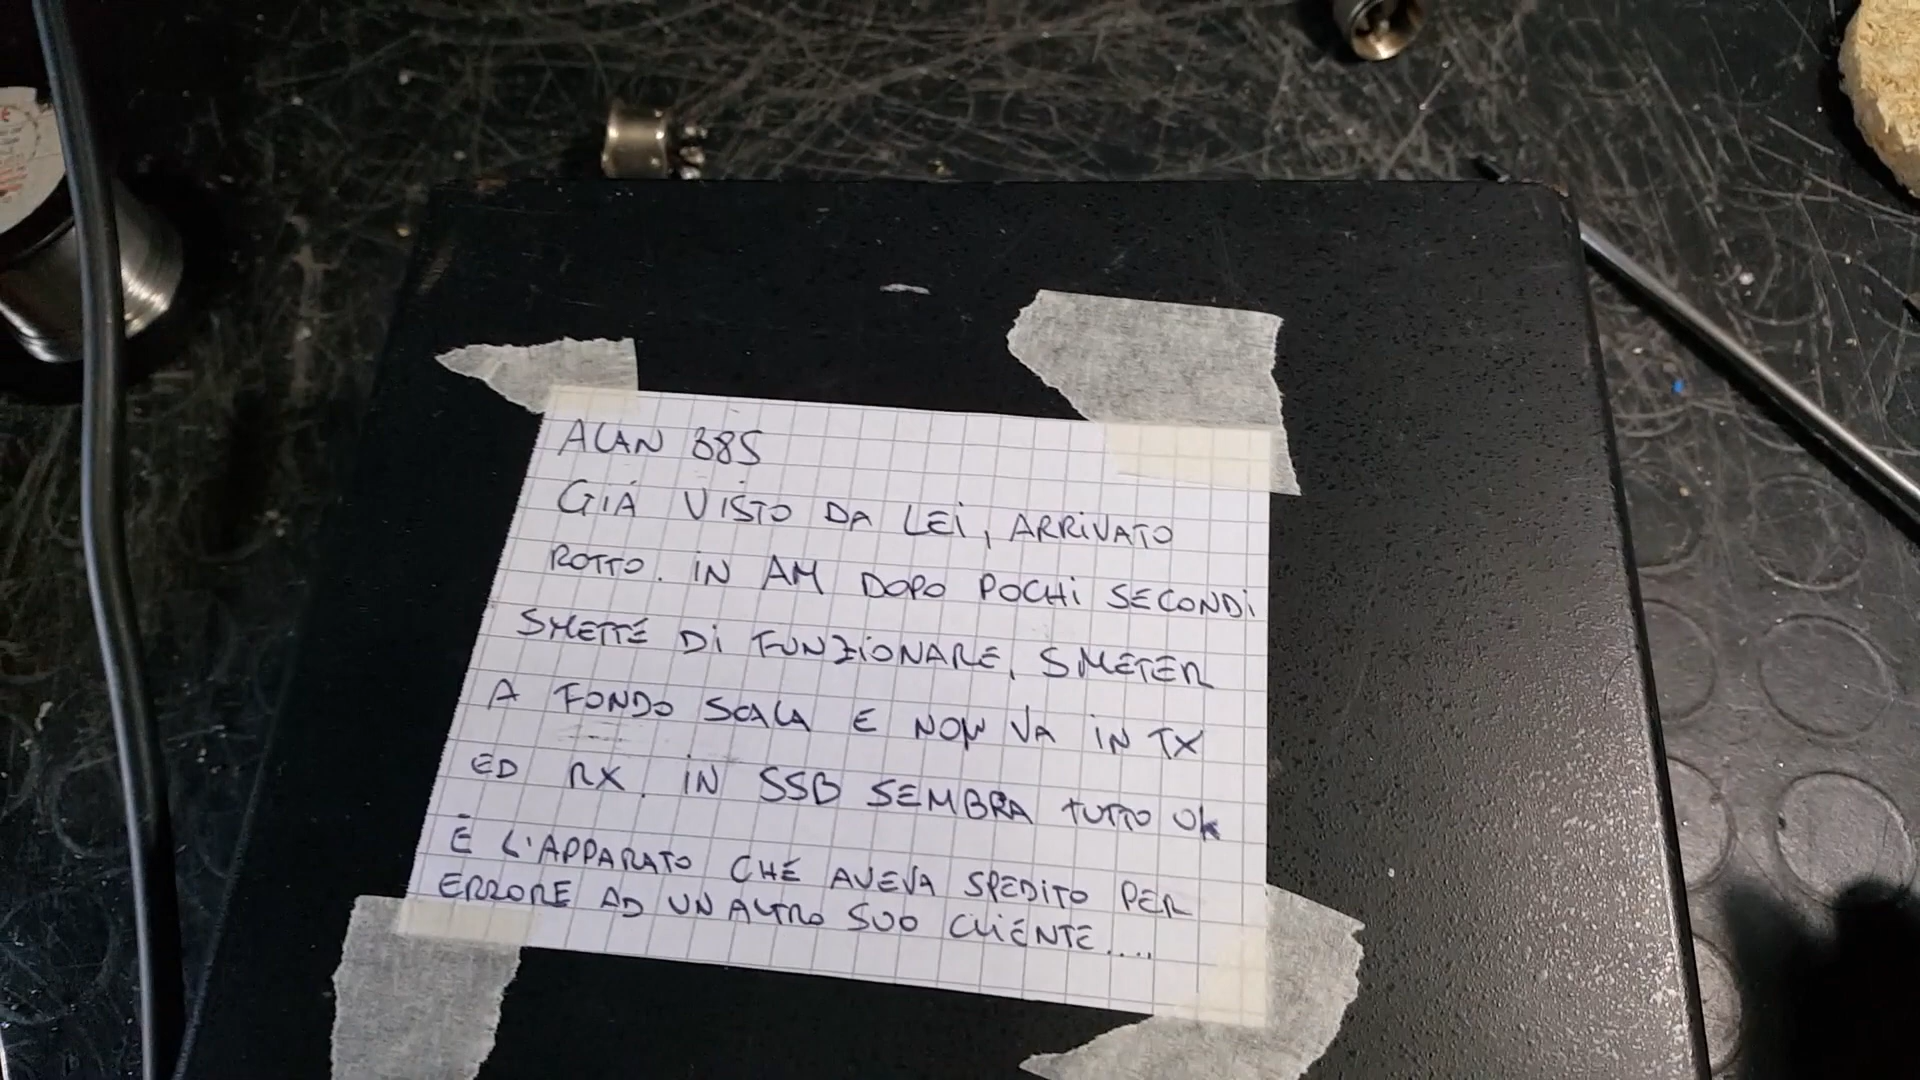 ALAN 885
GIÁ VISTO DA LEI, ARRIVATO
ROTTO. IN AM DOPO POCHI SECONDI
SMETTE DI FUNZIONARE, SMETER
A FONDO SCALA E NON VA IN TX
ED RX. IN SSB SEMBRA TUTTO OK
È L'APPARATO CHE AVEVA SPEDITO PER
ERRORE AD UN ALTRO SUO CLIENTE....